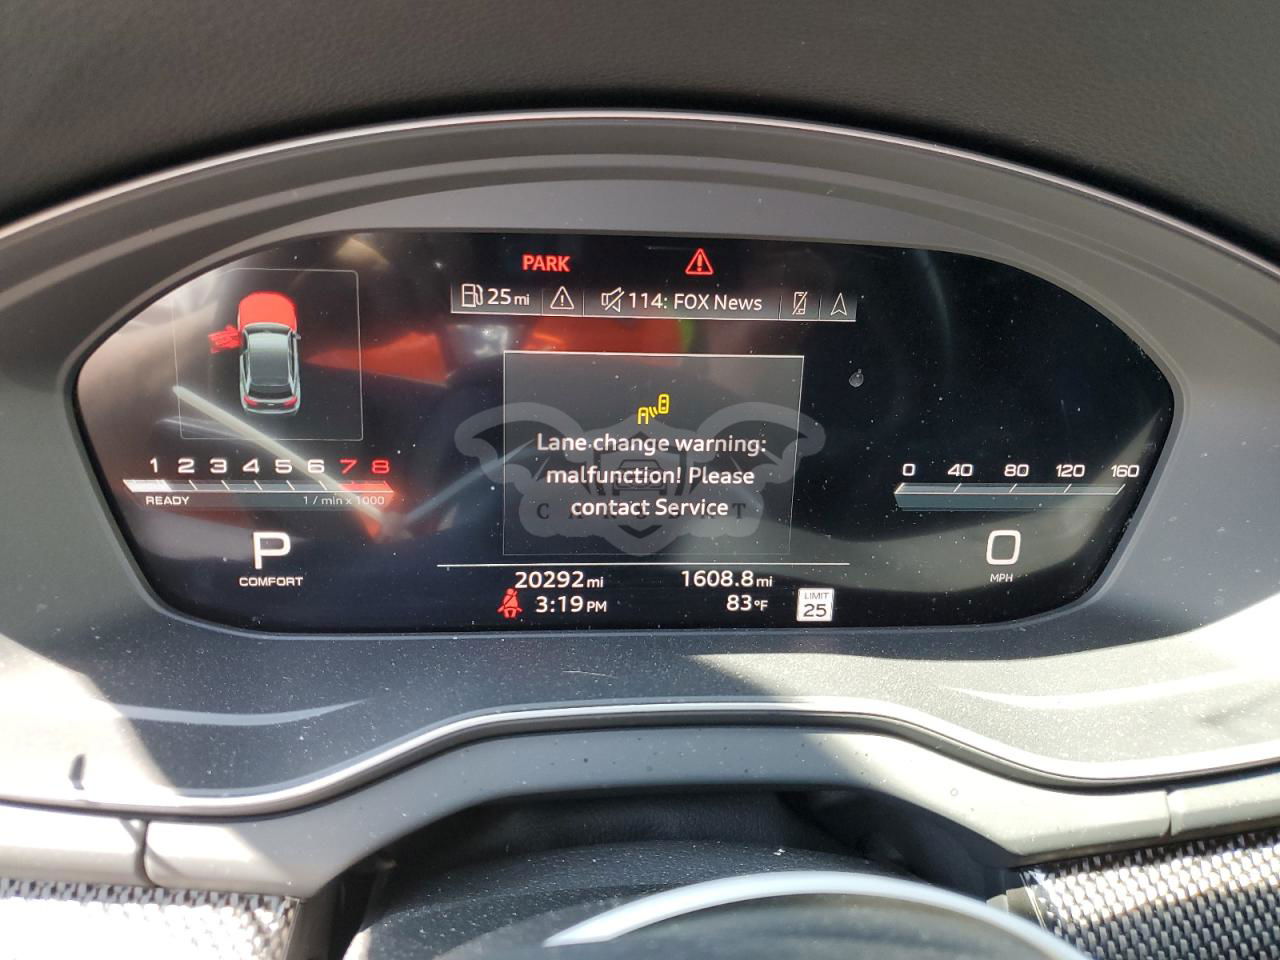 PARK
25 mi
114: FOX News
Lane change warning:
malfunction! Please
contact Service
1 2 3 4 5 6 7 8
READY 1 / min x 1000
0 40 80 120 160
P
COMFORT
0
MPH
20292 mi 1608.8 mi
3:19 PM 83°F
LIMIT
25